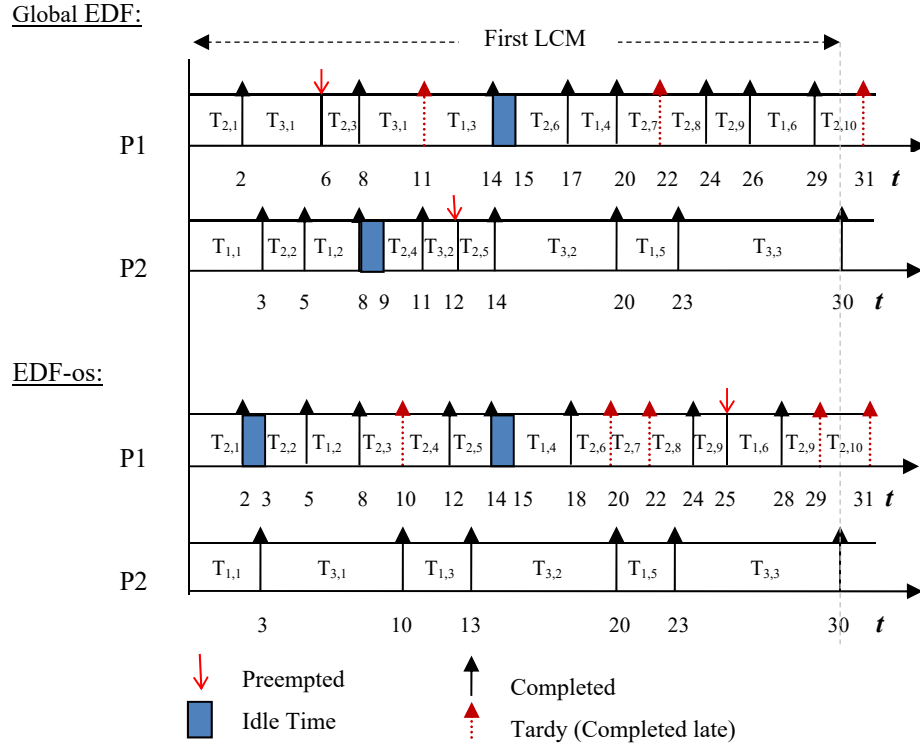 Global EDF:
First LCM
P1
T2,1 T3,1 T2,3 T3,1 T1,3 T2,6 T1,4 T2,7 T2,8 T2,9 T1,6 T2,10
2 6 8 11 14 15 17 20 22 24 26 29 31 t
P2
T1,1 T2,2 T1,2 T2,4 T3,2 T2,5 T3,2 T1,5 T3,3
3 5 8 9 11 12 14 20 23 30 t
EDF-os:
P1
T2,1 T2,2 T1,2 T2,3 T2,4 T2,5 T1,4 T2,6 T2,7 T2,8 T2,9 T1,6 T2,9 T2,10
2 3 5 8 10 12 14 15 18 20 22 24 25 28 29 31 t
P2
T1,1 T3,1 T1,3 T3,2 T1,5 T3,3
3 10 13 20 23 30 t
Preempted
Completed
Idle Time
Tardy (Completed late)